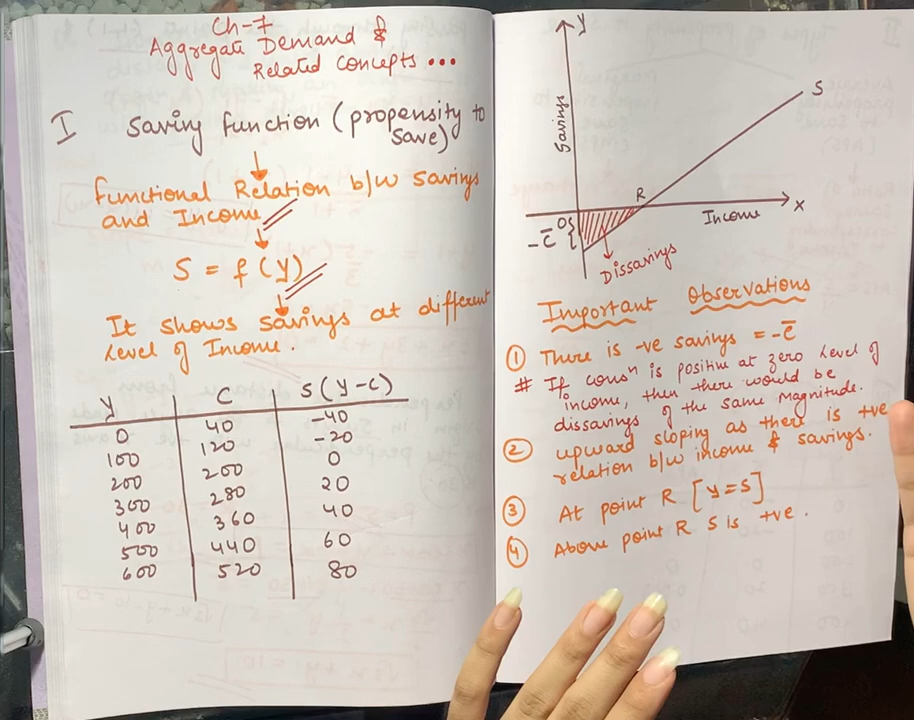 Ch-7
Aggregate Demand &
Related Concepts ...
I Saving function (propensity to
Save)
functional Relation b/w savings
and Income
S = f (Y)
It shows savings at different
level of Income.
Y C S (Y-C)
0 40 -40
100 120 -20
200 200 0
300 280 20
400 360 40
500 440 60
600 520 80
Y
Savings
S
R
O
Income X
-C̅
Dissavings
Important Observations
① There is -ve savings = -C̅
# If consⁿ is positive at zero level of
income, then there would be
dissavings of the same magnitude.
② upward sloping as there is +ve
relation b/w income & savings.
③ At point R [Y=S]
④ Above point R S is +ve.